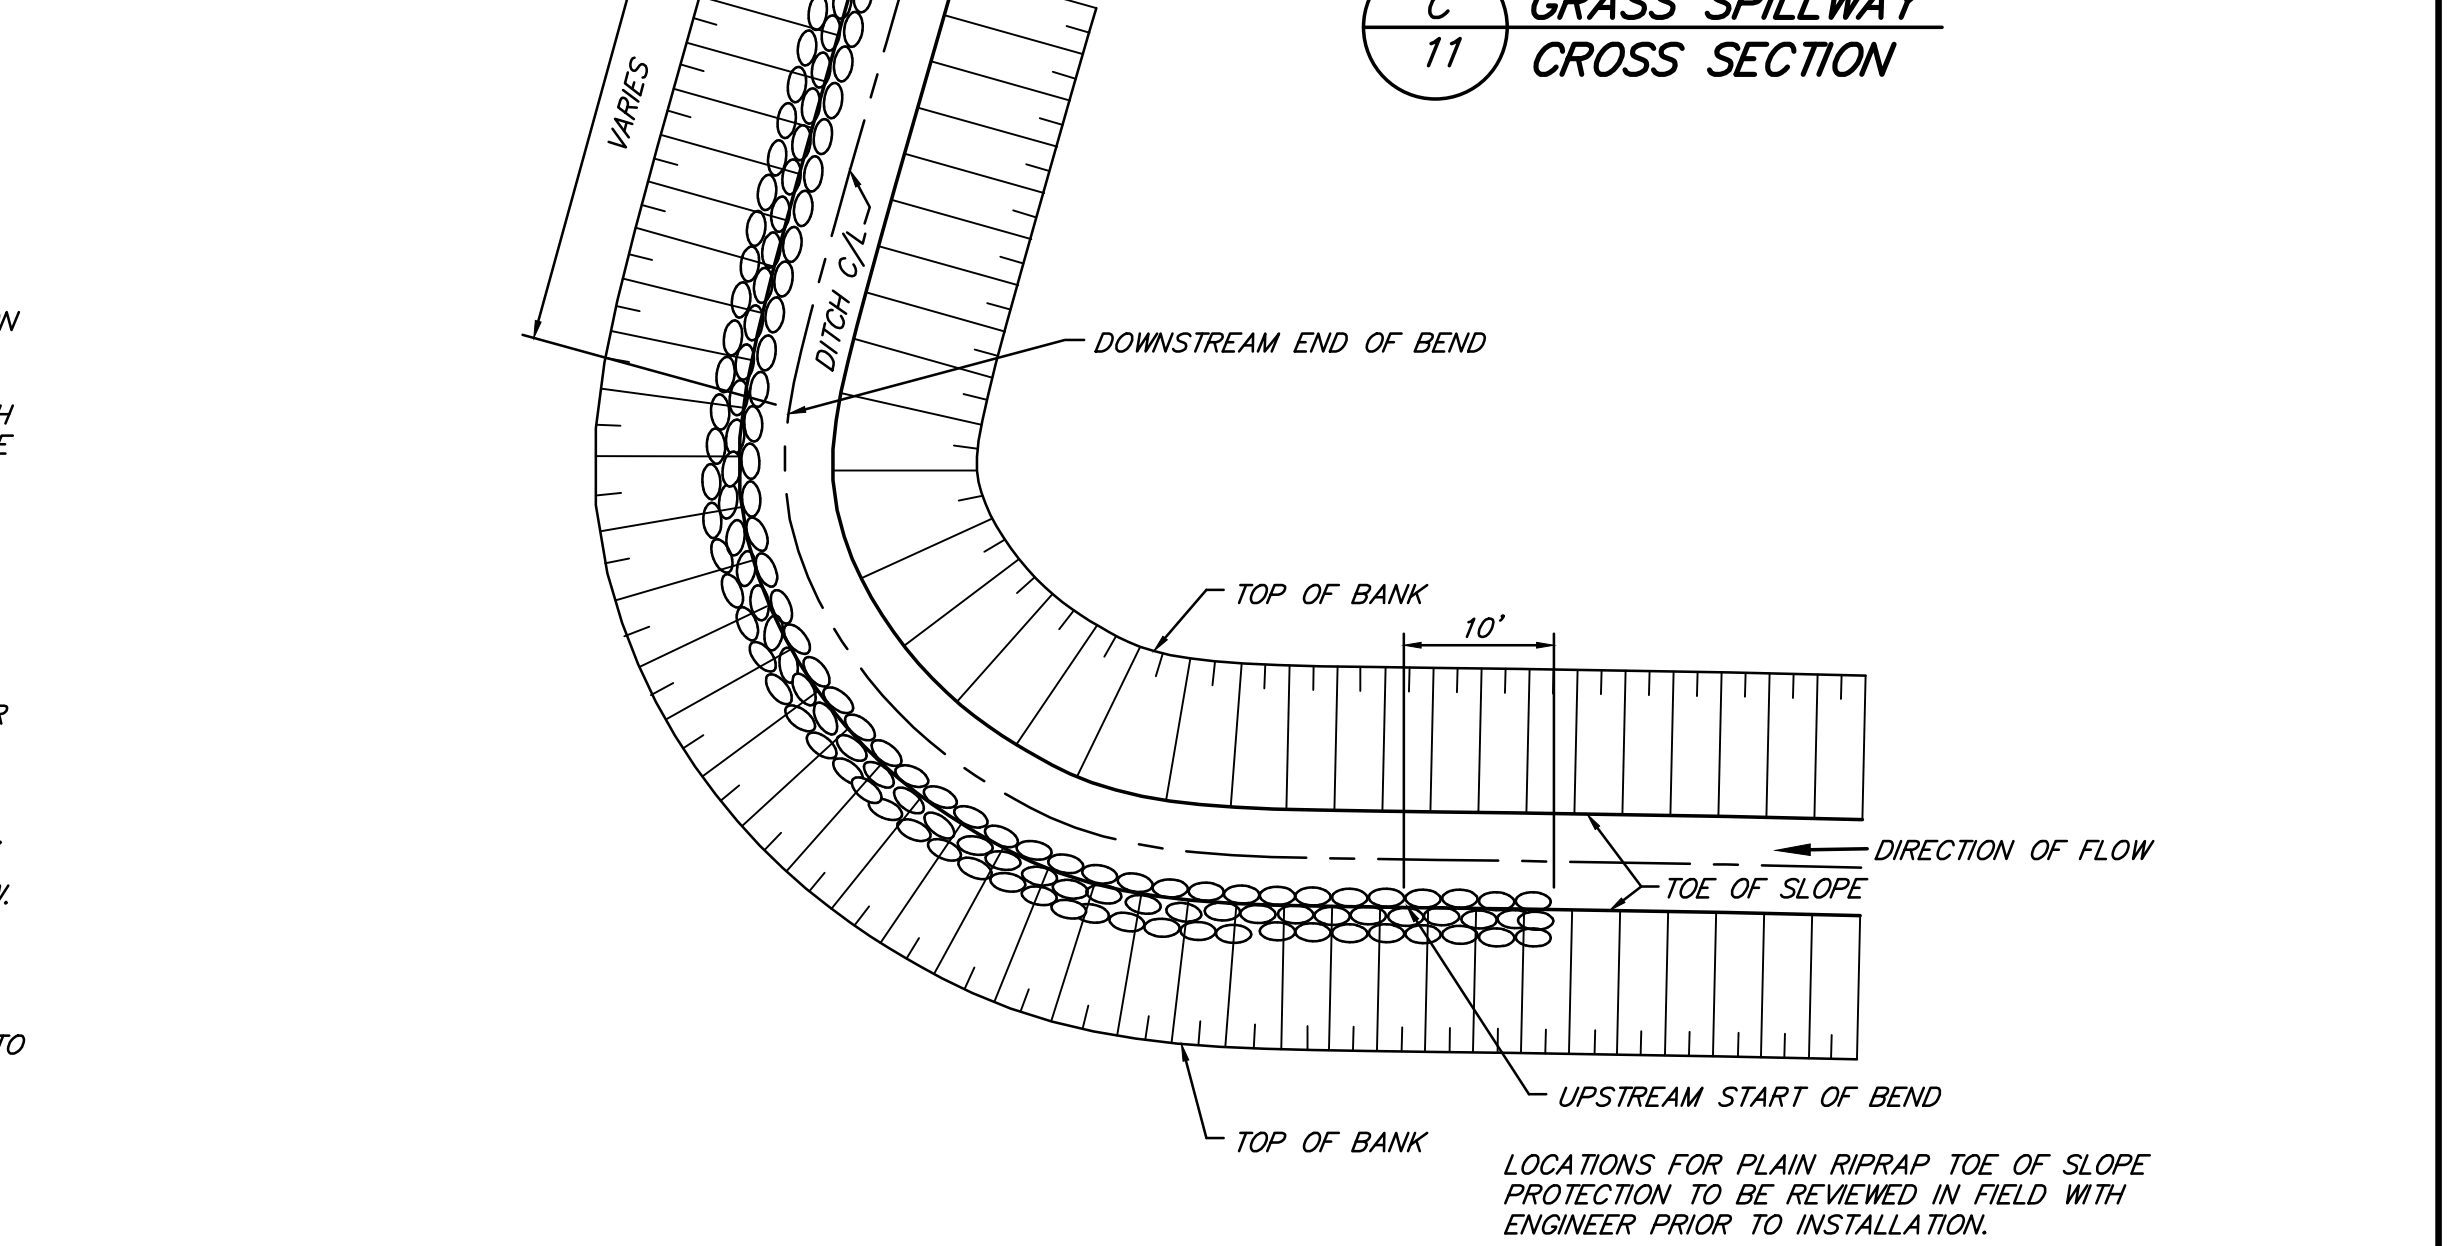 C
11
GRASS SPILLWAY
CROSS SECTION
VARIES
DITCH C/L
DOWNSTREAM END OF BEND
TOP OF BANK
10'
DIRECTION OF FLOW
TOE OF SLOPE
UPSTREAM START OF BEND
TOP OF BANK
LOCATIONS FOR PLAIN RIPRAP TOE OF SLOPE
PROTECTION TO BE REVIEWED IN FIELD WITH
ENGINEER PRIOR TO INSTALLATION.
TO